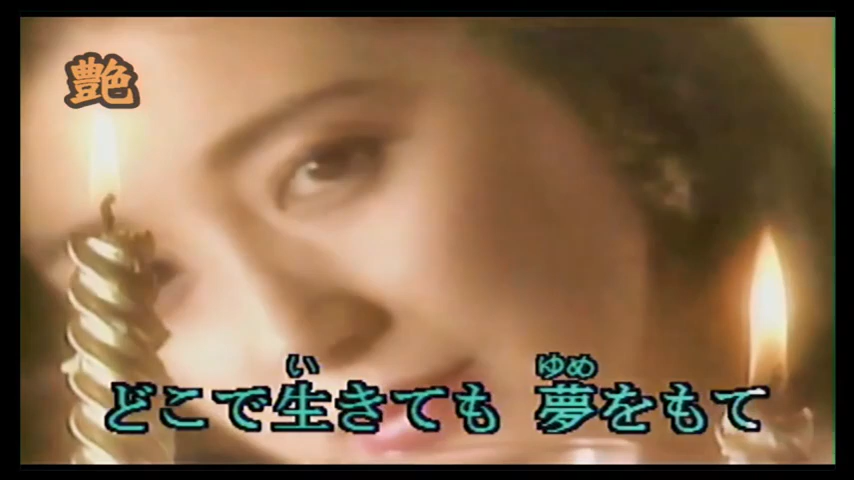 艶
い ゆめ
どこで生きても 夢をもて